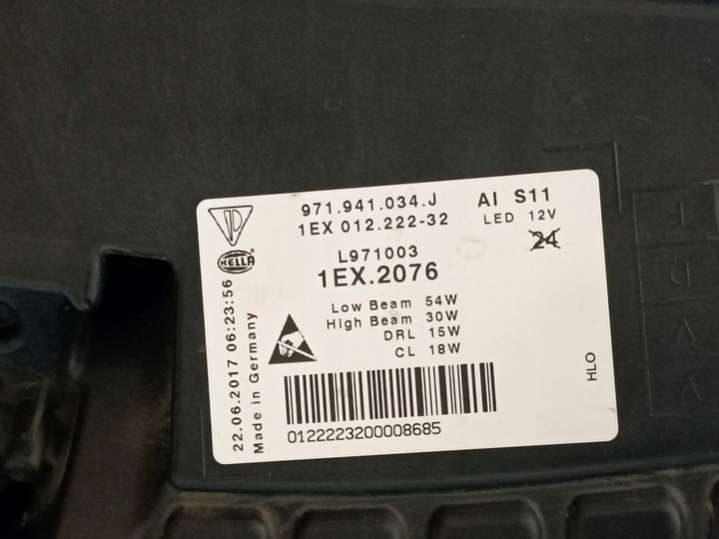 971.941.034.J AI S11
1EX 012.222-32 LED 12V
24
HELLA
L971003
1EX.2076
Low Beam 54W
High Beam 30W
DRL 15W
CL 18W
22.06.2017 06:23:56
Made in Germany
HLO
0122223200008685